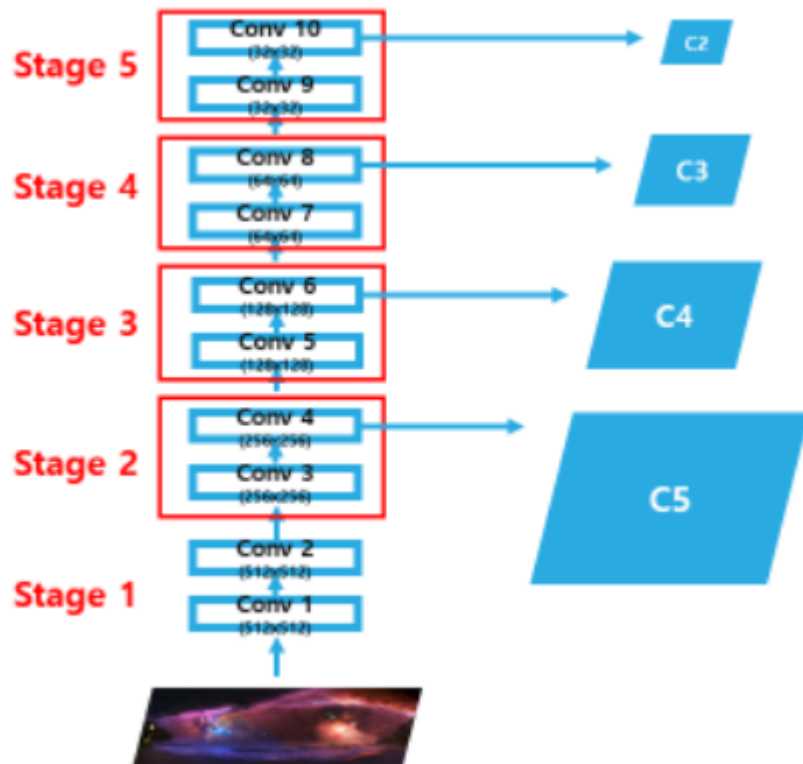 Stage 5
Conv 10
(32x32)
C2
Conv 9
(32x32)
Stage 4
Conv 8
(64x64)
C3
Conv 7
(64x64)
Stage 3
Conv 6
(128x128)
C4
Conv 5
(128x128)
Stage 2
Conv 4
(256x256)
Conv 3
(256x256)
C5
Stage 1
Conv 2
(512x512)
Conv 1
(512x512)